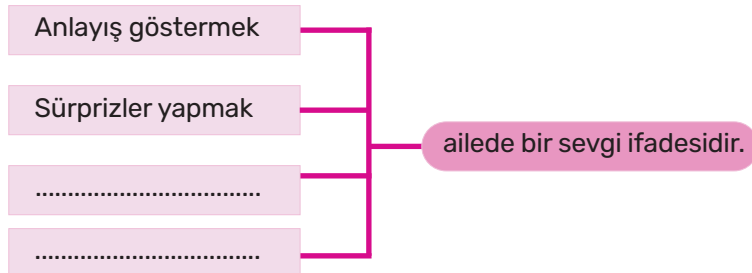 Anlayış göstermek
Sürprizler yapmak
ailede bir sevgi ifadesidir.
..................................
..................................